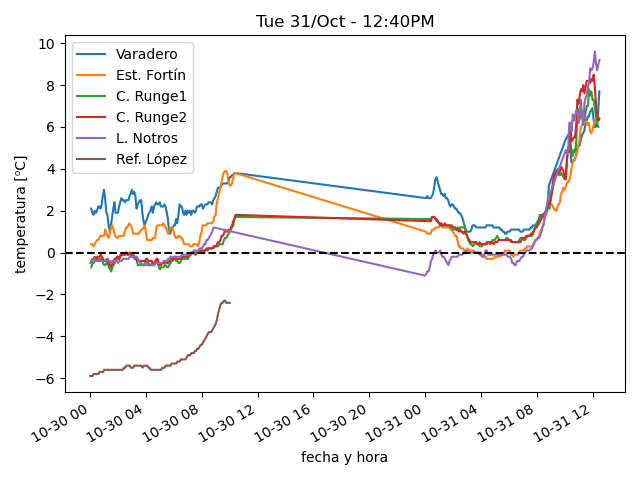 Tue 31/Oct - 12:40PM
Varadero
Est. Fortín
C. Runge1
C. Runge2
L. Notros
Ref. López
temperatura [ºC]
10
8
6
4
2
0
−2
−4
−6
10-30 00
10-30 04
10-30 08
10-30 12
10-30 16
10-30 20
10-31 00
10-31 04
10-31 08
10-31 12
fecha y hora